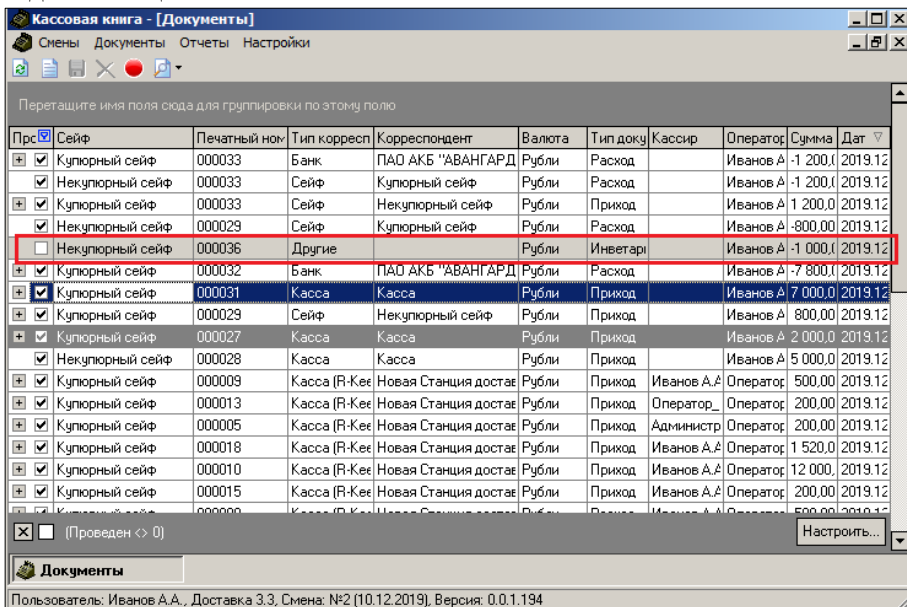 Кассовая книга - [Документы]
Смены Документы Отчеты Настройки
Перетащите имя поля сюда для группировки по этому полю
Прс Сейф Печатный ном Тип корресп Корреспондент Валюта Тип доку Кассир Оператор Сумма Дат
Купюрный сейф 000033 Банк ПАО АКБ "АВАНГАРД Рубли Расход Иванов А -1 200,( 2019.12
Некупюрный сейф 000033 Сейф Купюрный сейф Рубли Расход Иванов А -1 200,( 2019.12
Купюрный сейф 000033 Сейф Некупюрный сейф Рубли Приход Иванов А 1 200,0 2019.12
Некупюрный сейф 000029 Сейф Купюрный сейф Рубли Расход Иванов А -800,00 2019.12
Некупюрный сейф 000036 Другие Рубли Инветарі Иванов А -1 000,( 2019.12
Купюрный сейф 000032 Банк ПАО АКБ "АВАНГАРД Рубли Расход Иванов А -7 800,( 2019.12
Купюрный сейф 000031 Касса Касса Рубли Приход Иванов А 7 000,0 2019.12
Купюрный сейф 000029 Сейф Некупюрный сейф Рубли Приход Иванов А 800,00 2019.12
Купюрный сейф 000027 Касса Касса Рубли Приход Иванов А 2 000,0 2019.12
Некупюрный сейф 000028 Касса Касса Рубли Приход Иванов А 5 000,0 2019.12
Купюрный сейф 000009 Касса (R-Kee Новая Станция достав Рубли Приход Иванов А.А Оператор 500,00 2019.12
Купюрный сейф 000013 Касса (R-Kee Новая Станция достав Рубли Приход Оператор_ Оператор 200,00 2019.12
Купюрный сейф 000005 Касса (R-Kee Новая Станция достав Рубли Приход Администр Оператор 200,00 2019.12
Купюрный сейф 000018 Касса (R-Kee Новая Станция достав Рубли Приход Иванов А.А Оператор 1 520,0 2019.12
Купюрный сейф 000010 Касса (R-Kee Новая Станция достав Рубли Приход Иванов А.А Оператор 12 000, 2019.12
Купюрный сейф 000015 Касса (R-Kee Новая Станция достав Рубли Приход Иванов А.А Оператор 200,00 2019.12
(Проведен <> 0) Настроить...
Документы
Пользователь: Иванов А.А., Доставка 3.3, Смена: №2 (10.12.2019), Версия: 0.0.1.194